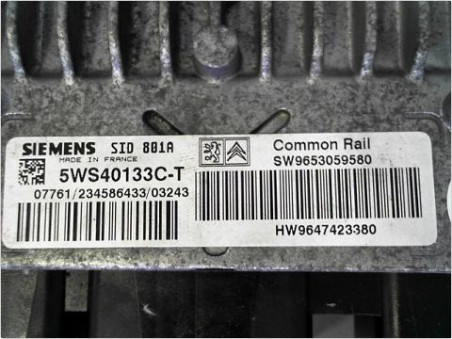 SIEMENS SID 801A
MADE IN FRANCE
5WS40133C-T
07761/234586433/03243
Common Rail
SW9653059580
HW9647423380